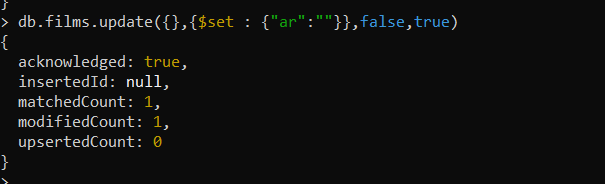 }
> db.films.update({},{$set : {"ar":""}},false,true)
{
  acknowledged: true,
  insertedId: null,
  matchedCount: 1,
  modifiedCount: 1,
  upsertedCount: 0
}
>